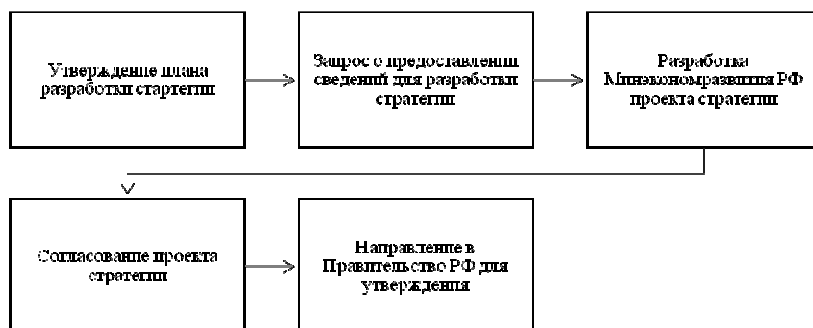 Утверждение плана
разработки стартегии
Запрос о предоставлении
сведений для разработки
стратегии
Разработка
Минэкономразвития РФ
проекта стратегии
Согласование проекта
стратегии
Направление в
Правительство РФ для
утверждения